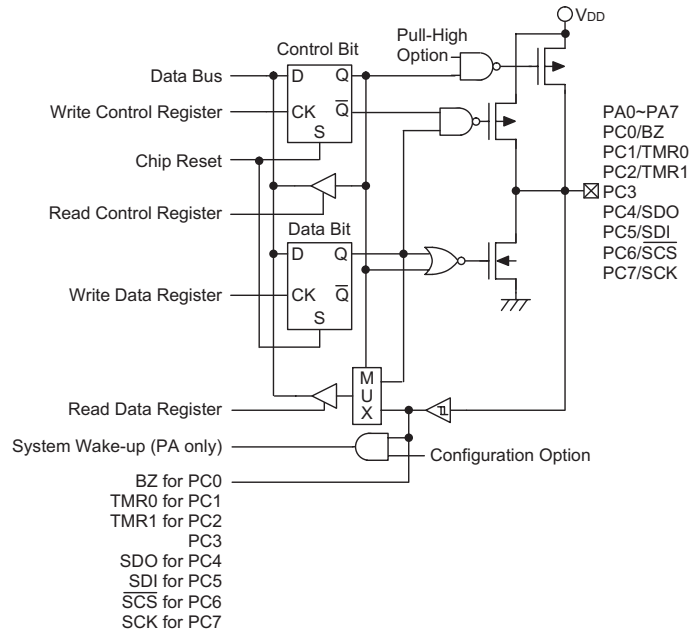 VDD
Pull-High
Option
Control Bit
Data Bus
D
Q
Write Control Register
CK
Q̅
S
Chip Reset
Read Control Register
Data Bit
D
Q
Write Data Register
CK
Q̅
S
M
U
X
Read Data Register
System Wake-up (PA only)
Configuration Option
BZ for PC0
TMR0 for PC1
TMR1 for PC2
PC3
SDO for PC4
SDI for PC5
S̅C̅S̅ for PC6
SCK for PC7
PA0~PA7
PC0/BZ
PC1/TMR0
PC2/TMR1
PC3
PC4/SDO
PC5/SDI
PC6/S̅C̅S̅
PC7/SCK